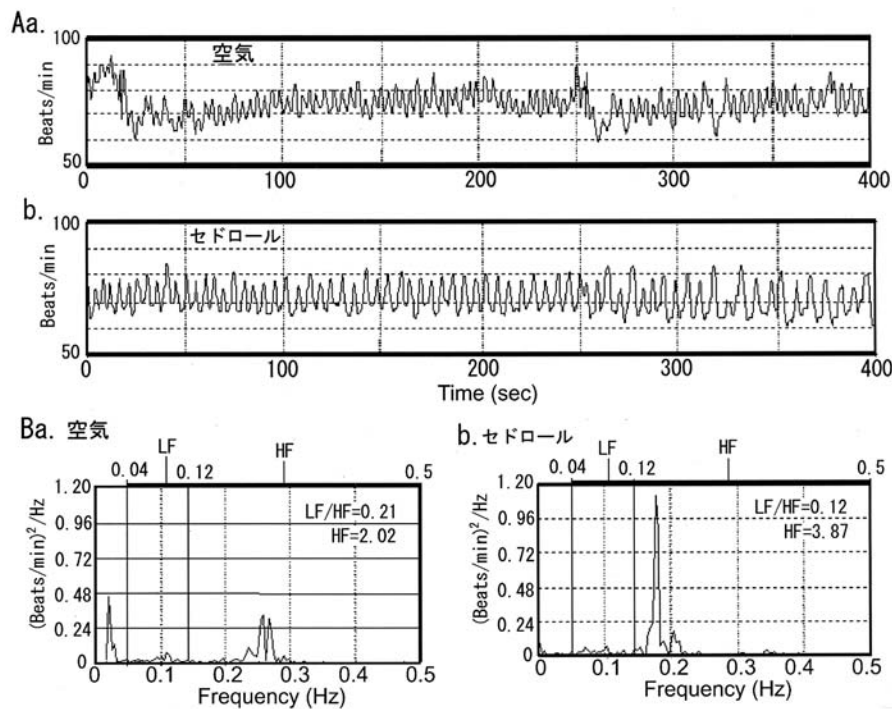 Aa.
100
空気
Beats/min
50
0 100 200 300 400
b.
100
セドロール
Beats/min
50
0 100 200 300 400
Time (sec)
Ba. 空気
LF HF
0.04 0.12 0.5
1.20
LF/HF=0.21
0.96
HF=2.02
0.72
0.48
0.24
0
(Beats/min)²/Hz
0 0.1 0.2 0.3 0.4 0.5
Frequency (Hz)
b. セドロール
LF HF
0.04 0.12 0.5
1.20
LF/HF=0.12
0.96
HF=3.87
0.72
0.48
0.24
0
(Beats/min)²/Hz
0 0.1 0.2 0.3 0.4 0.5
Frequency (Hz)